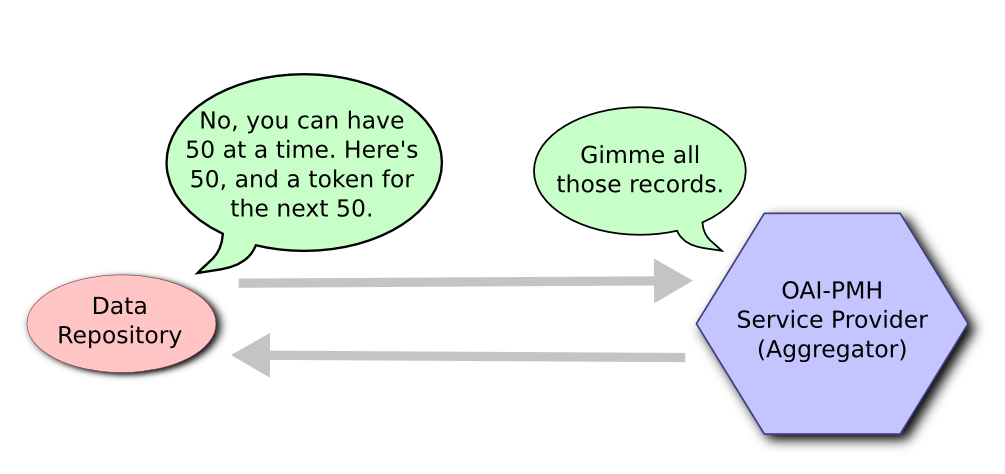 No, you can have
50 at a time. Here's
50, and a token for
the next 50.
Gimme all
those records.
Data
Repository
OAI-PMH
Service Provider
(Aggregator)